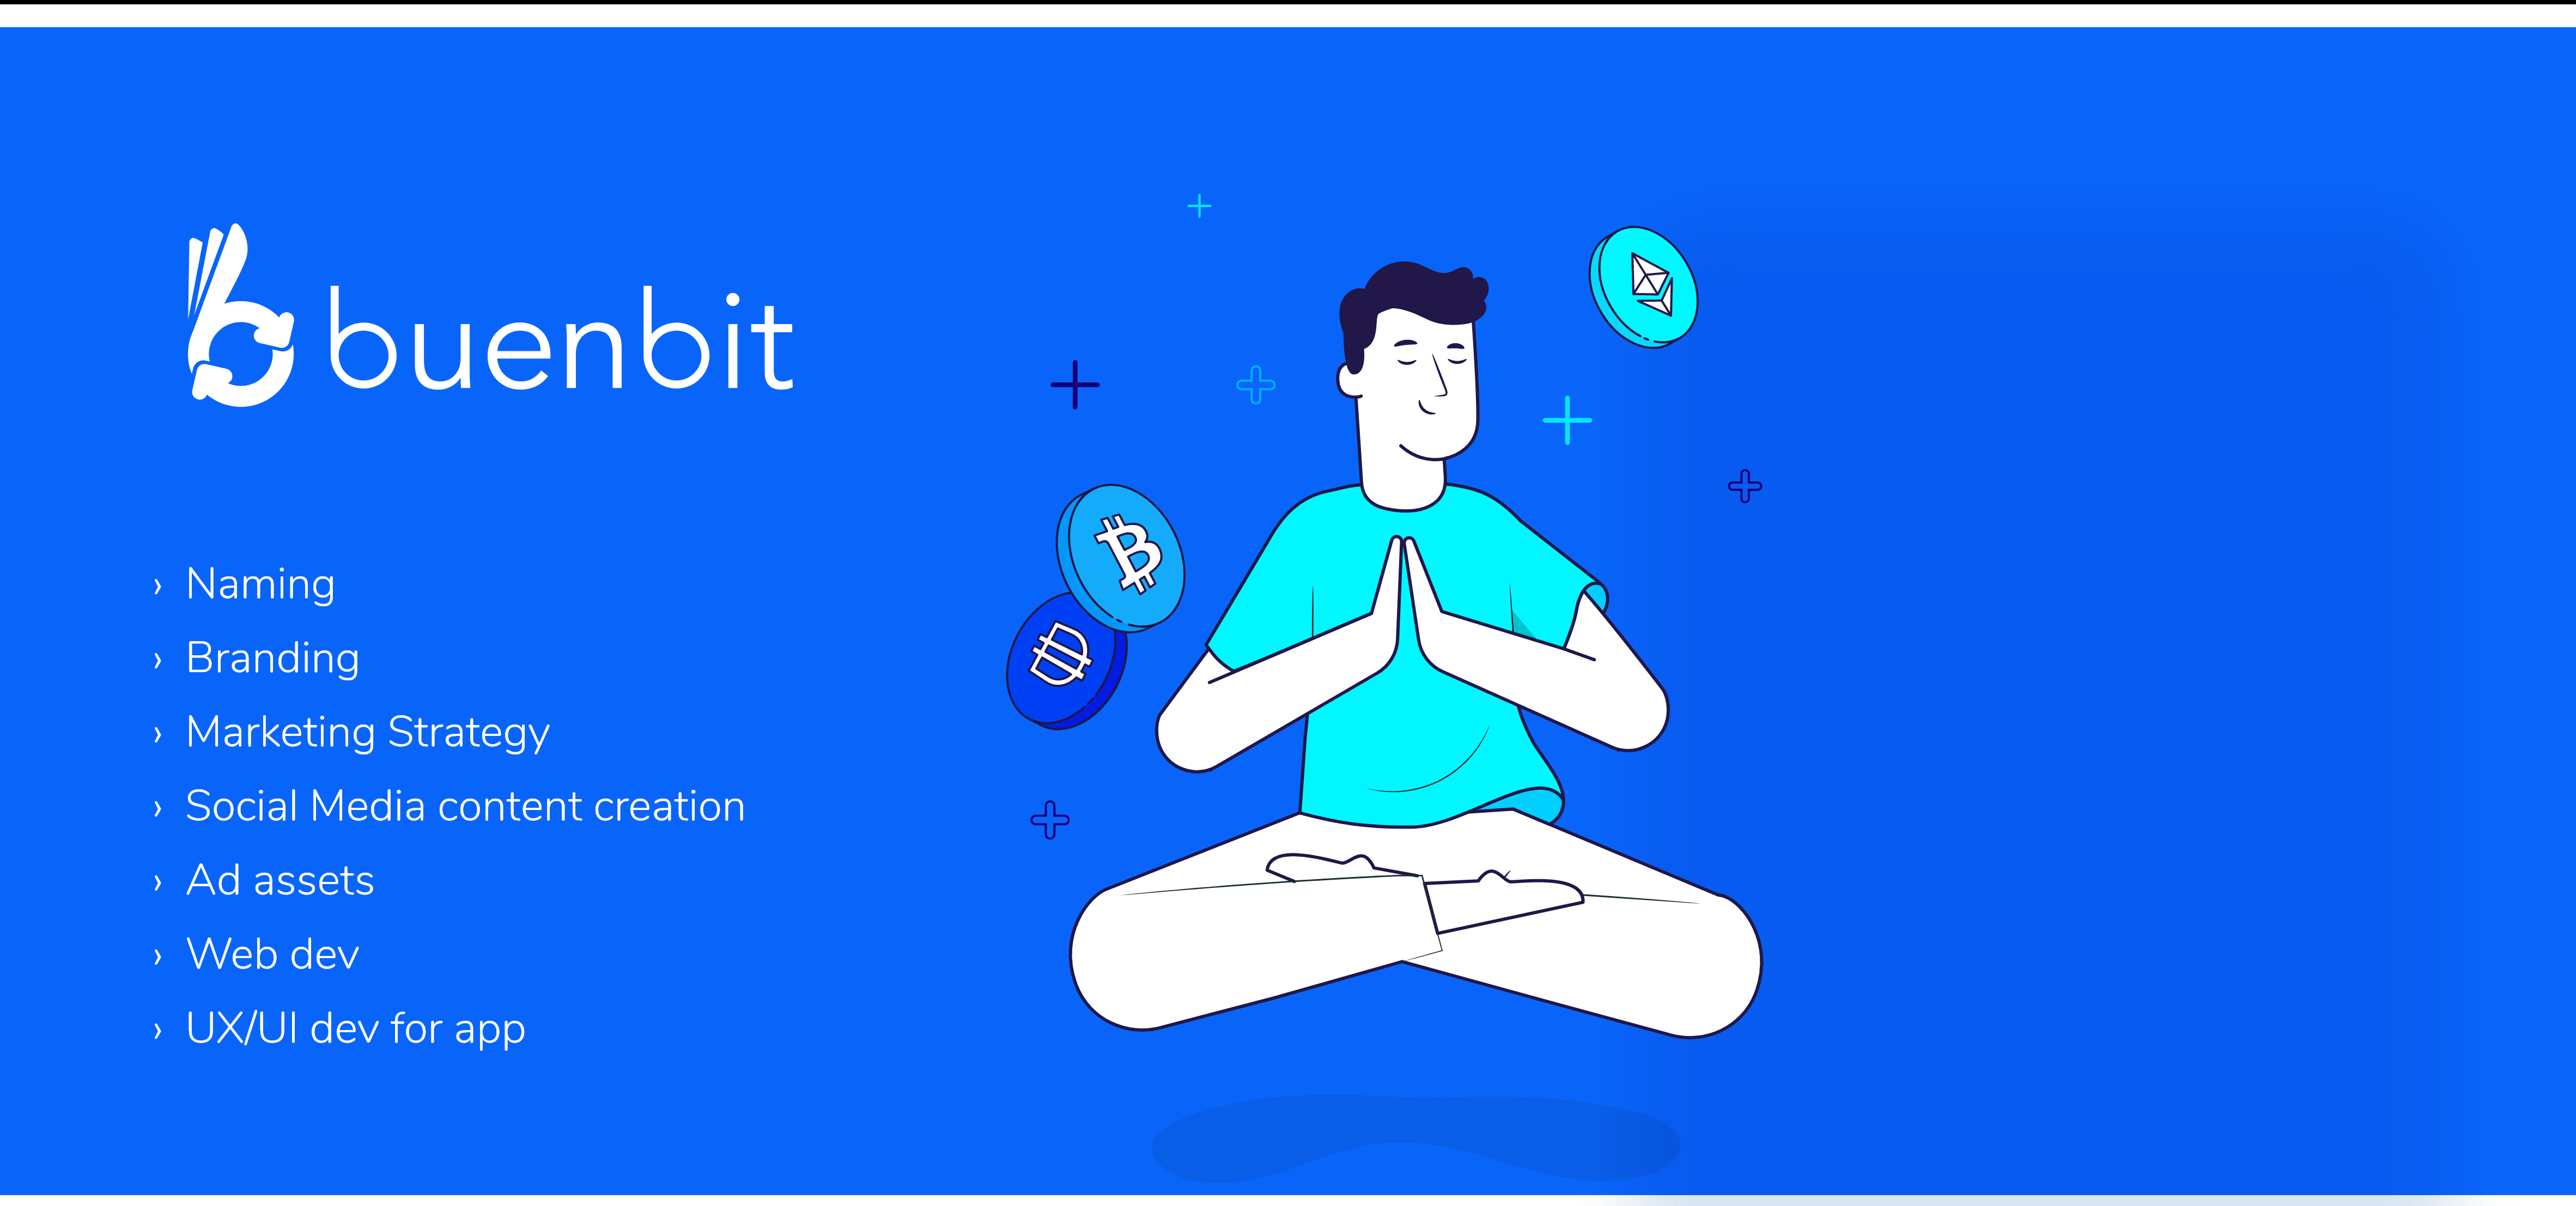 buenbit
› Naming
› Branding
› Marketing Strategy
› Social Media content creation
› Ad assets
› Web dev
› UX/UI dev for app